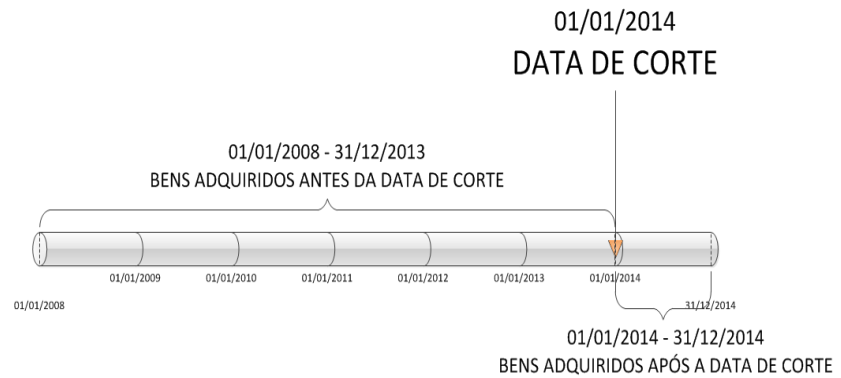 01/01/2014
DATA DE CORTE
01/01/2008 - 31/12/2013
BENS ADQUIRIDOS ANTES DA DATA DE CORTE
01/01/2009
01/01/2010
01/01/2011
01/01/2012
01/01/2013
01/01/2014
01/01/2008
31/12/2014
01/01/2014 - 31/12/2014
BENS ADQUIRIDOS APÓS A DATA DE CORTE